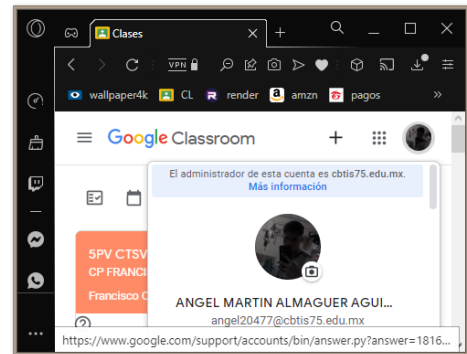 Clases
VPN
wallpaper4k CL render amzn pagos
Google Classroom
El administrador de esta cuenta es cbtis75.edu.mx.
Más información
5PV CTSV
CP FRANCI
Francisco C
ANGEL MARTIN ALMAGUER AGUI...
angel20477@cbtis75.edu.mx
https://www.google.com/support/accounts/bin/answer.py?answer=1816...